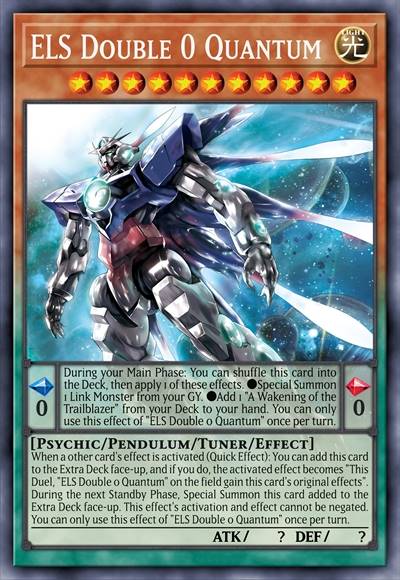 ELS DOUBLE 0 QUANTUM
LIGHT
光
During your Main Phase: You can shuffle this card into
the Deck, then apply 1 of these effects. ●Special Summon
1 Link Monster from your GY. ●Add 1 "A Wakening of the
Trailblazer" from your Deck to your hand. You can only
use this effect of "ELS Double 0 Quantum" once per turn.
0
0
[PSYCHIC/PENDULUM/TUNER/EFFECT]
When a other card's effect is activated (Quick Effect): You can add this card
to the Extra Deck face-up, and if you do, the activated effect becomes "This
Duel, "ELS Double 0 Quantum" on the field gain this card's original effects".
During the next Standby Phase, Special Summon this card added to the
Extra Deck face-up. This effect's activation and effect cannot be negated.
You can only use this effect of "ELS Double 0 Quantum" once per turn.
ATK / ? DEF / ?